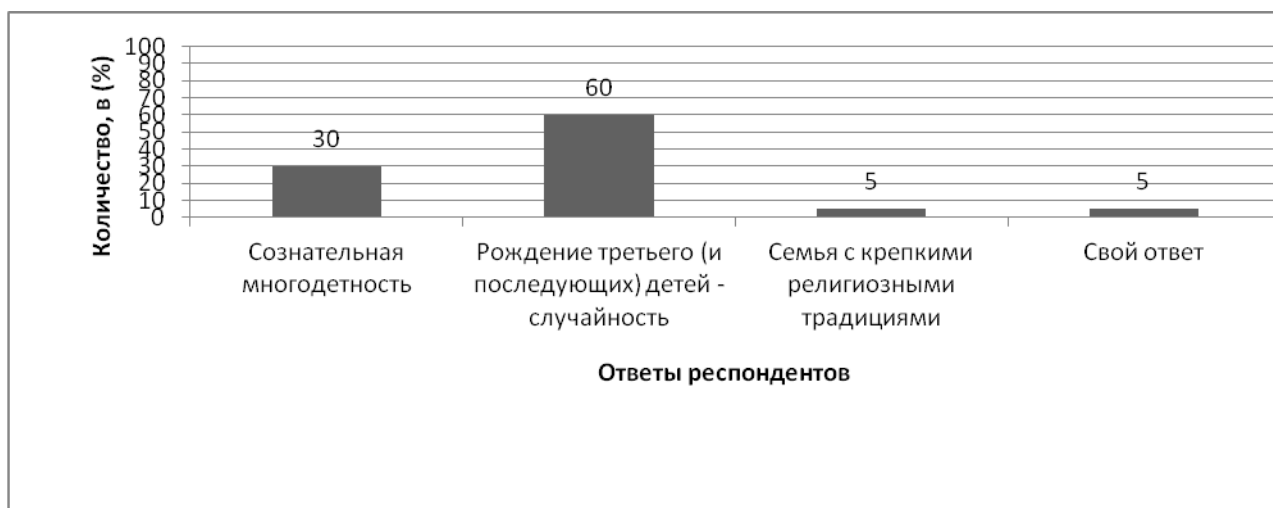 Количество, в (%)
100
90
80
70
60
50
40
30
20
10
0
30
60
5
5
Сознательная
многодетность
Рождение третьего (и
последующих) детей -
случайность
Семья с крепкими
религиозными
традициями
Свой ответ
Ответы респондентов